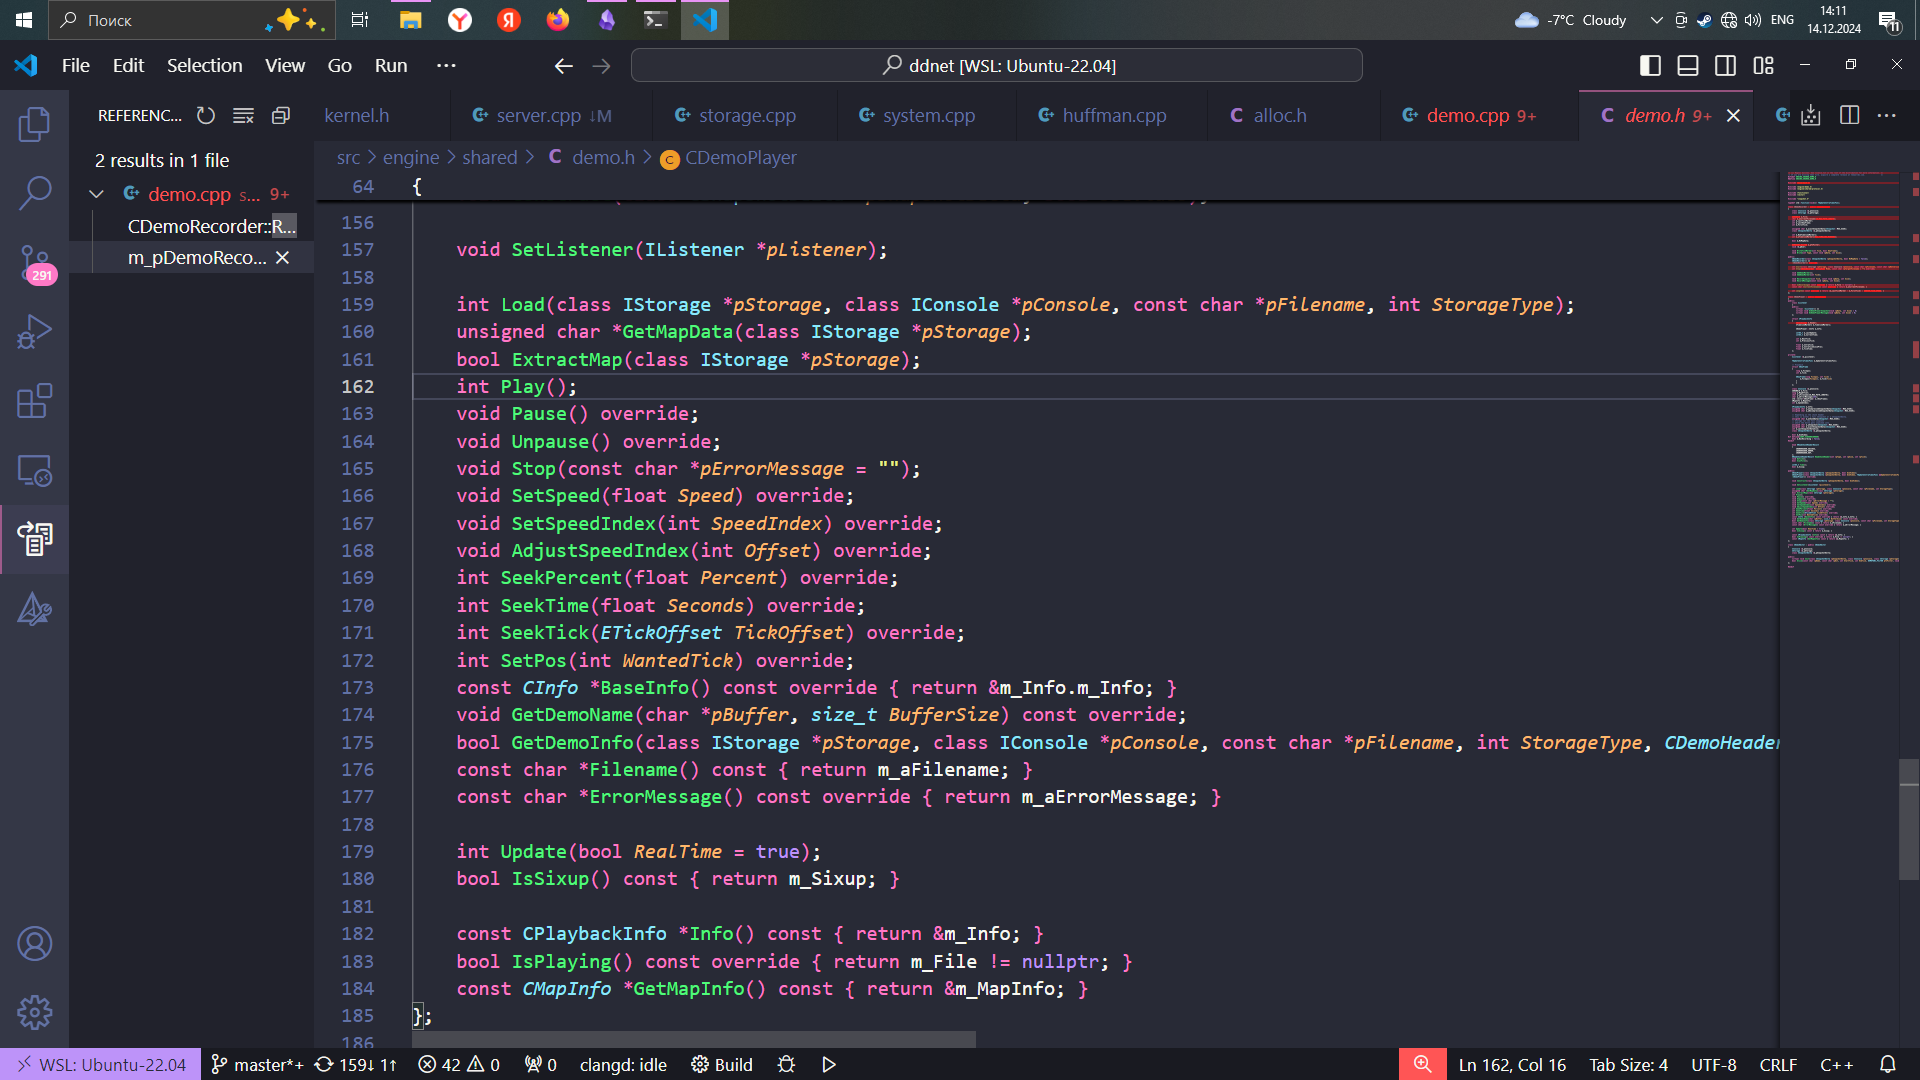 Поиск
-7°C Cloudy
ENG
14:11
14.12.2024
11
File Edit Selection View Go Run ···
ddnet [WSL: Ubuntu-22.04]
REFERENC...
kernel.h
server.cpp ↓M
storage.cpp
system.cpp
huffman.cpp
alloc.h
demo.cpp 9+
demo.h 9+
2 results in 1 file
demo.cpp s... 9+
CDemoRecorder::R...
m_pDemoReco...
291
src > engine > shared > C demo.h > CDemoPlayer
64 {
156
157 void SetListener(IListener *pListener);
158
159 int Load(class IStorage *pStorage, class IConsole *pConsole, const char *pFilename, int StorageType);
160 unsigned char *GetMapData(class IStorage *pStorage);
161 bool ExtractMap(class IStorage *pStorage);
162 int Play();
163 void Pause() override;
164 void Unpause() override;
165 void Stop(const char *pErrorMessage = "");
166 void SetSpeed(float Speed) override;
167 void SetSpeedIndex(int SpeedIndex) override;
168 void AdjustSpeedIndex(int Offset) override;
169 int SeekPercent(float Percent) override;
170 int SeekTime(float Seconds) override;
171 int SeekTick(ETickOffset TickOffset) override;
172 int SetPos(int WantedTick) override;
173 const CInfo *BaseInfo() const override { return &m_Info.m_Info; }
174 void GetDemoName(char *pBuffer, size_t BufferSize) const override;
175 bool GetDemoInfo(class IStorage *pStorage, class IConsole *pConsole, const char *pFilename, int StorageType, CDemoHeader
176 const char *Filename() const { return m_aFilename; }
177 const char *ErrorMessage() const override { return m_aErrorMessage; }
178
179 int Update(bool RealTime = true);
180 bool IsSixup() const { return m_Sixup; }
181
182 const CPlaybackInfo *Info() const { return &m_Info; }
183 bool IsPlaying() const override { return m_File != nullptr; }
184 const CMapInfo *GetMapInfo() const { return &m_MapInfo; }
185 };
186
WSL: Ubuntu-22.04 master*+ 159↓ 1↑ 42 0 0 clangd: idle Build
Ln 162, Col 16 Tab Size: 4 UTF-8 CRLF C++